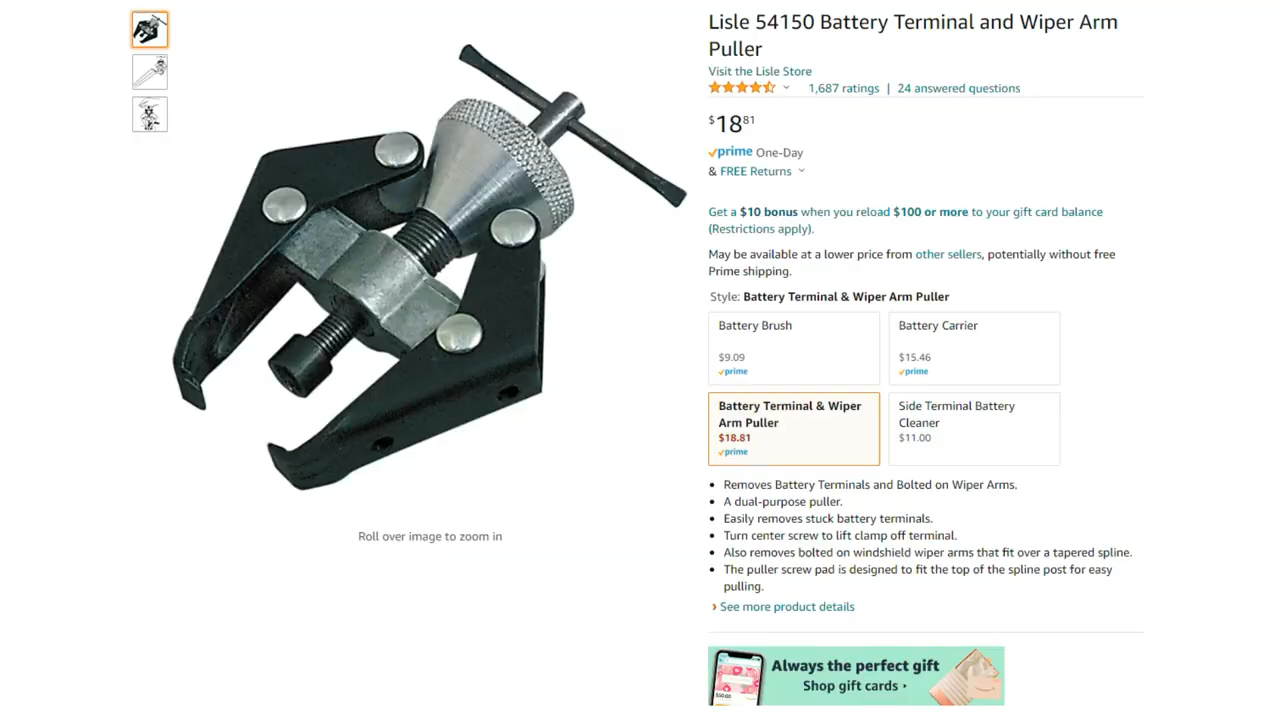 Lisle 54150 Battery Terminal and Wiper Arm
Puller
Visit the Lisle Store
1,687 ratings | 24 answered questions
$18 81
prime One-Day
& FREE Returns
Get a $10 bonus when you reload $100 or more to your gift card balance
(Restrictions apply).
May be available at a lower price from other sellers, potentially without free
Prime shipping.
Style: Battery Terminal & Wiper Arm Puller
Battery Brush
$9.09
prime
Battery Carrier
$15.46
prime
Battery Terminal & Wiper
Arm Puller
$18.81
prime
Side Terminal Battery
Cleaner
$11.00
• Removes Battery Terminals and Bolted on Wiper Arms.
• A dual-purpose puller.
• Easily removes stuck battery terminals.
• Turn center screw to lift clamp off terminal.
• Also removes bolted on windshield wiper arms that fit over a tapered spline.
• The puller screw pad is designed to fit the top of the spline post for easy
pulling.
› See more product details
Roll over image to zoom in
Always the perfect gift
Shop gift cards